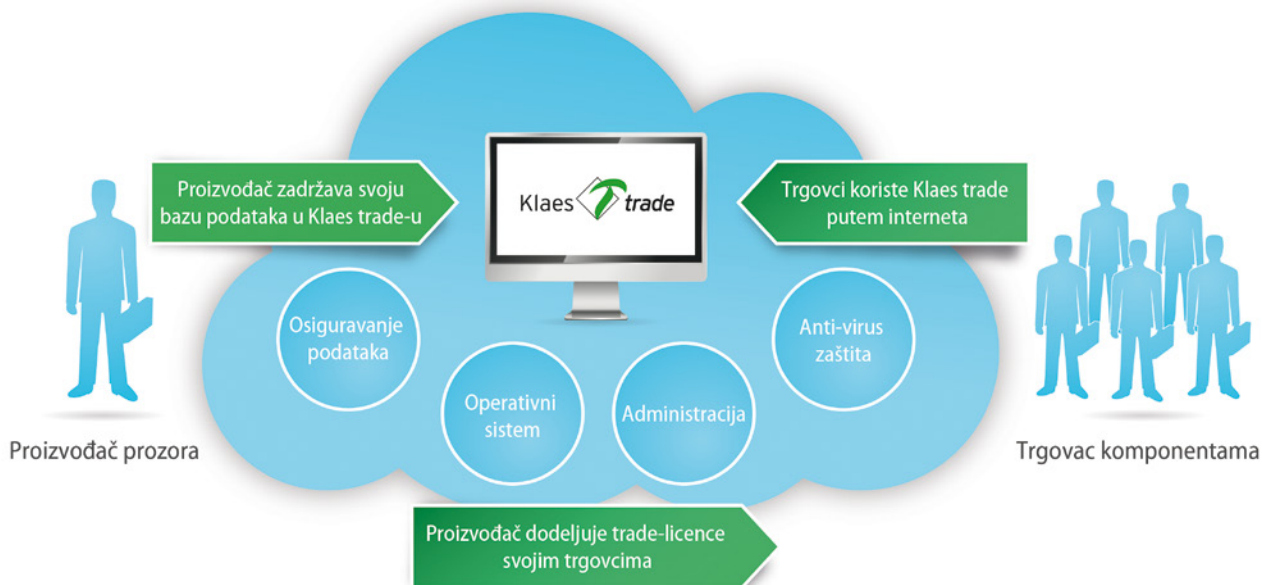 Proizvođač zadržava svoju
bazu podataka u Klaes trade-u
Klaes trade
Trgovci koriste Klaes trade
putem interneta
Osiguravanje
podataka
Operativni
sistem
Administracija
Anti-virus
zaštita
Proizvođač prozora
Trgovac komponentama
Proizvođač dodeljuje trade-licence
svojim trgovcima